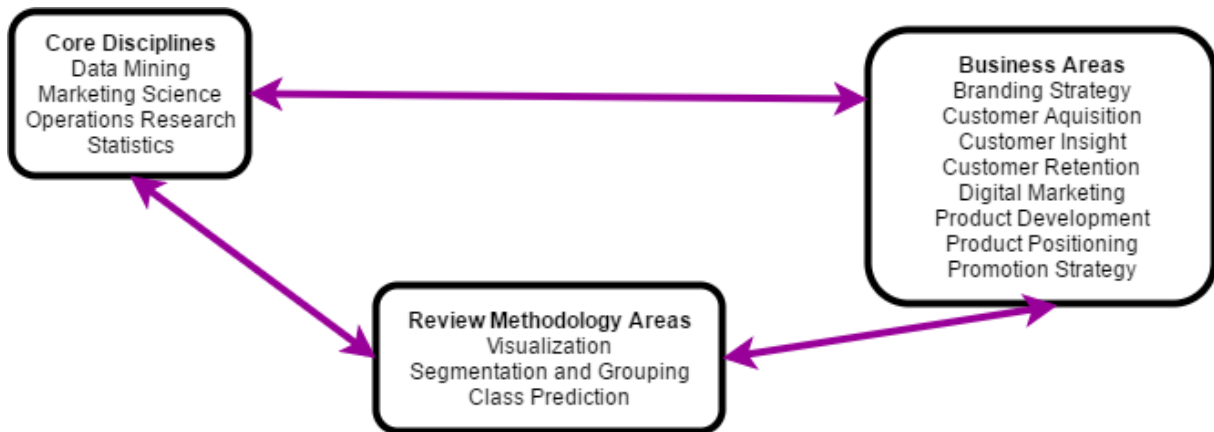 Core Disciplines
Data Mining
Marketing Science
Operations Research
Statistics
Business Areas
Branding Strategy
Customer Aquisition
Customer Insight
Customer Retention
Digital Marketing
Product Development
Product Positioning
Promotion Strategy
Review Methodology Areas
Visualization
Segmentation and Grouping
Class Prediction